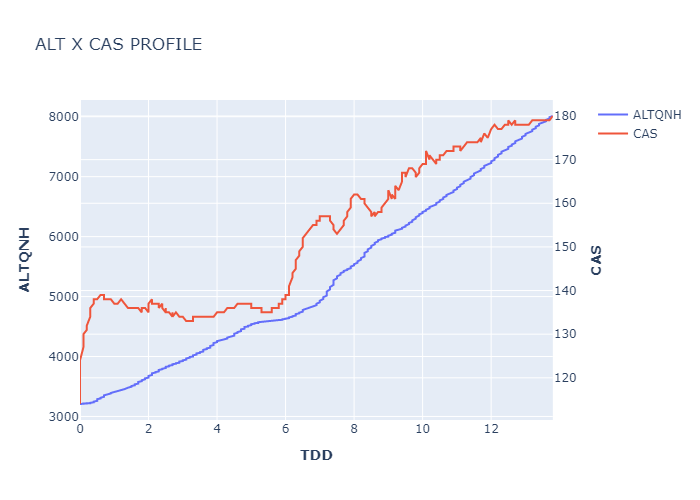 ALT X CAS PROFILE
8000
7000
6000
5000
4000
3000
ALTQNH
180
170
160
150
140
130
120
CAS
0 2 4 6 8 10 12
TDD
ALTQNH
CAS